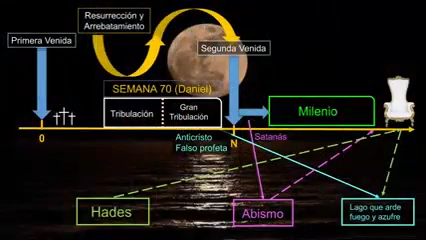 Resurrección y
Arrebatamiento
Primera Venida
Segunda Venida
SEMANA 70 (Daniel)
Tribulación
Gran
Tribulación
Milenio
0
Anticristo
Falso profeta
N
Satanás
Hades
Abismo
Lago que arde
fuego y azufre